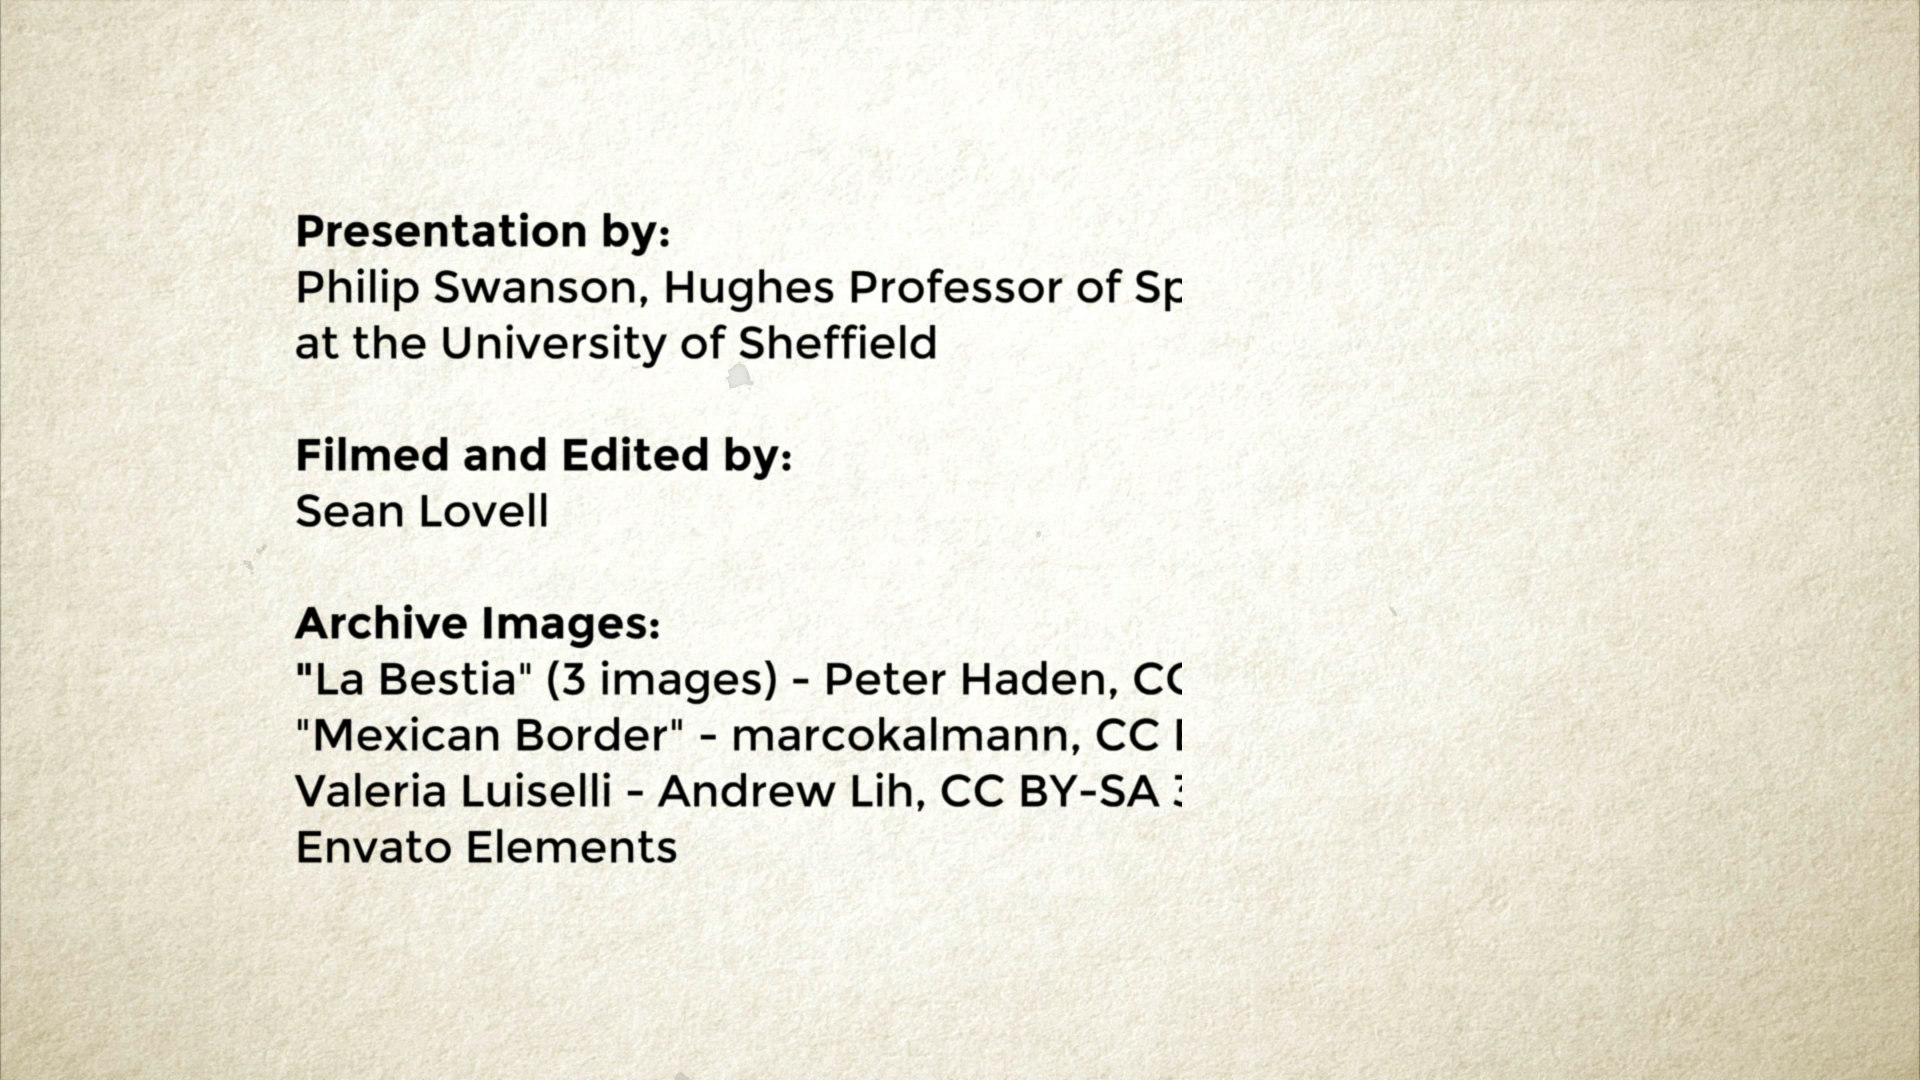 Presentation by:
Philip Swanson, Hughes Professor of Sp
at the University of Sheffield
Filmed and Edited by:
Sean Lovell
Archive Images:
"La Bestia" (3 images) - Peter Haden, CC
"Mexican Border" - marcokalmann, CC
Valeria Luiselli - Andrew Lih, CC BY-SA
Envato Elements